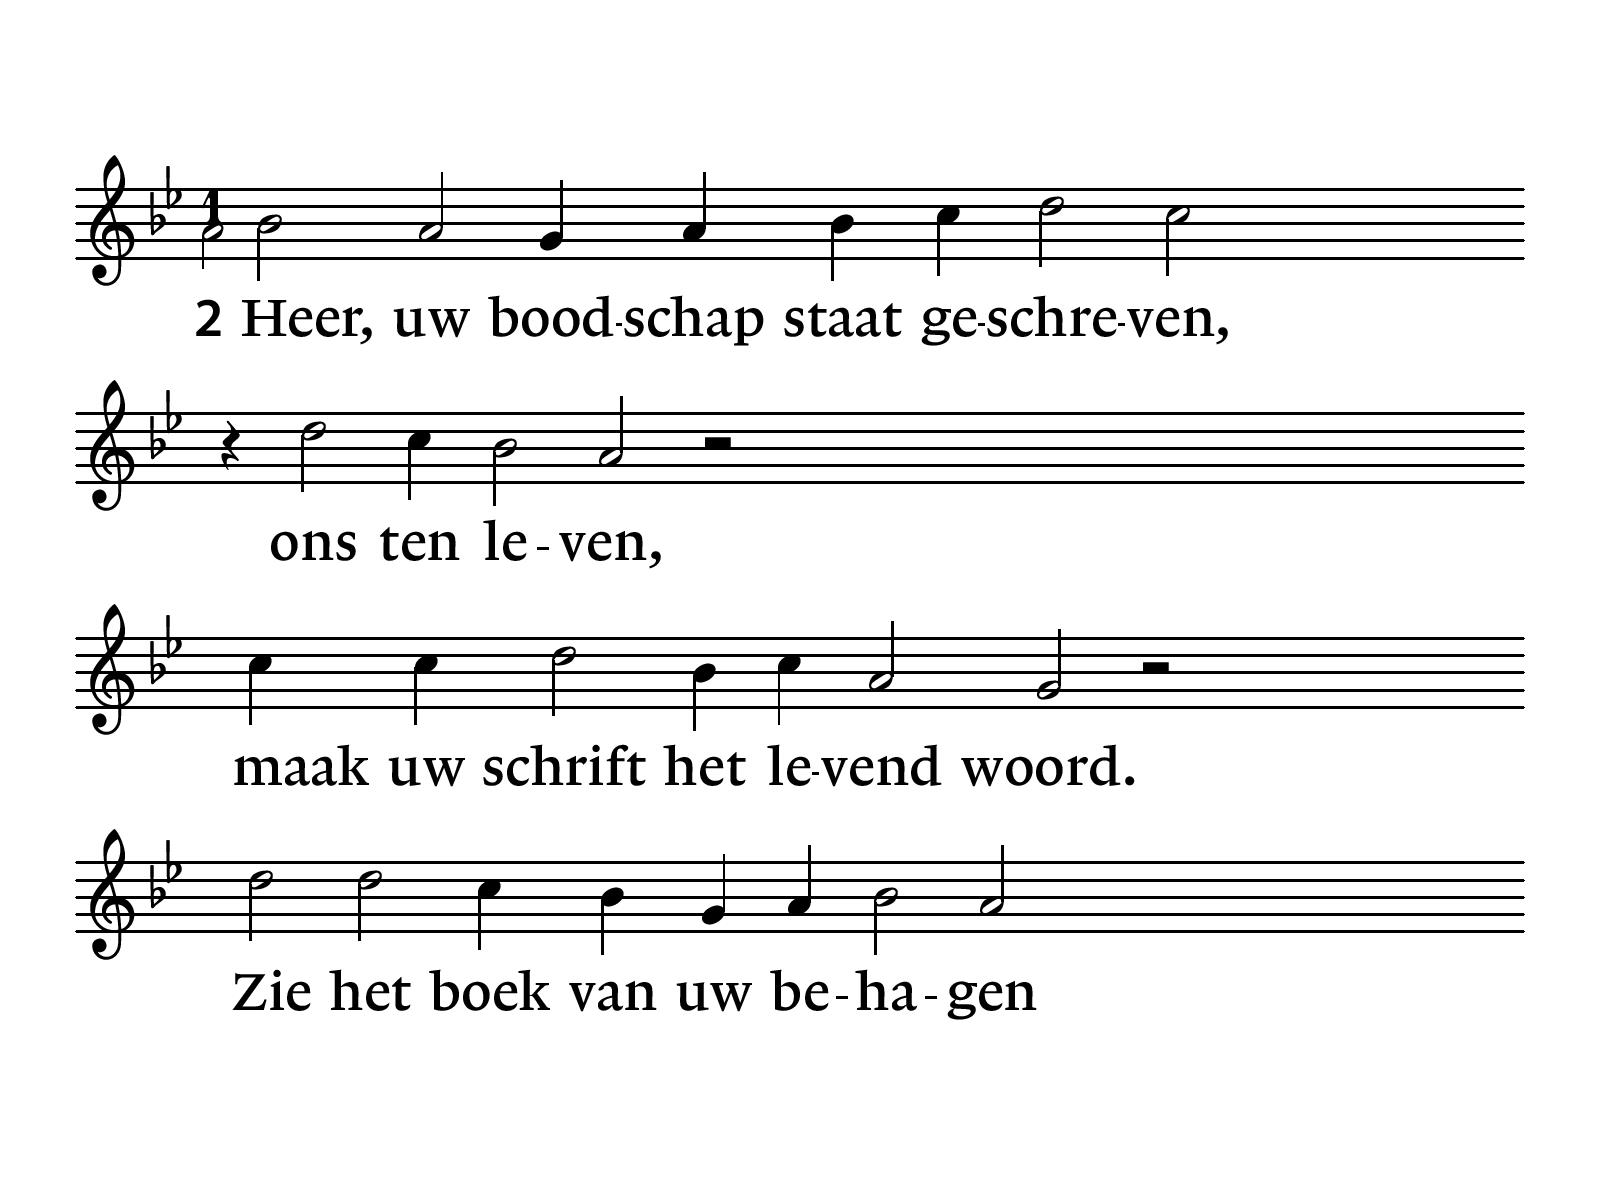 1
2 Heer, uw bood-schap staat ge-schre-ven,
ons ten le-ven,
maak uw schrift het le-vend woord.
Zie het boek van uw be-ha-gen